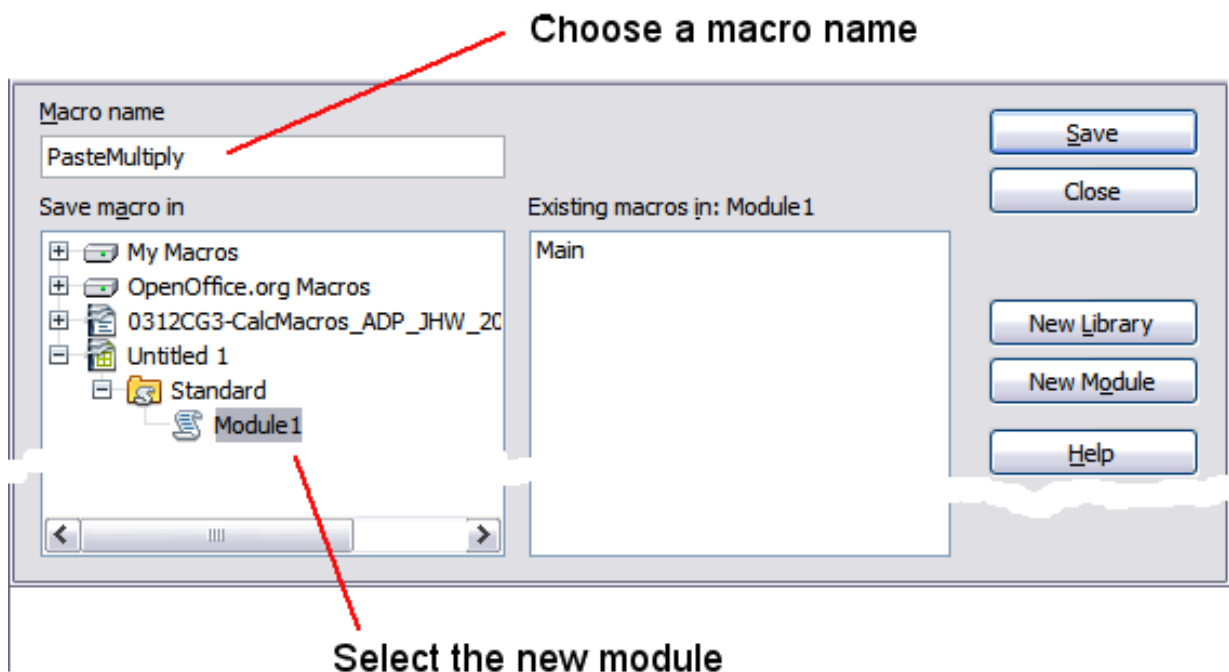 Choose a macro name
Macro name
PasteMultiply
Save macro in
My Macros
OpenOffice.org Macros
0312CG3-CalcMacros_ADP_JHW_20
Untitled 1
Standard
Module1
Existing macros in: Module1
Main
Save
Close
New Library
New Module
Help
Select the new module